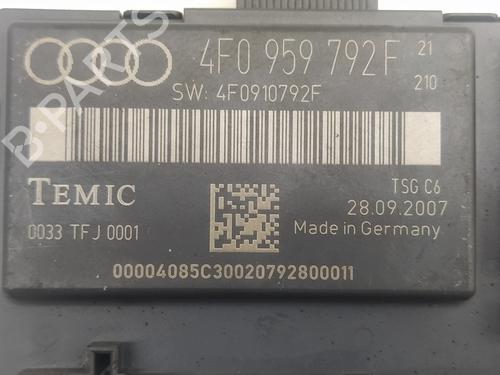 4F0 959 792F 21
210
SW: 4F0910792F
TEMIC
TSG C6
28.09.2007
0033 TFJ 0001
Made in Germany
00004085C30020792800011
B-PARTS